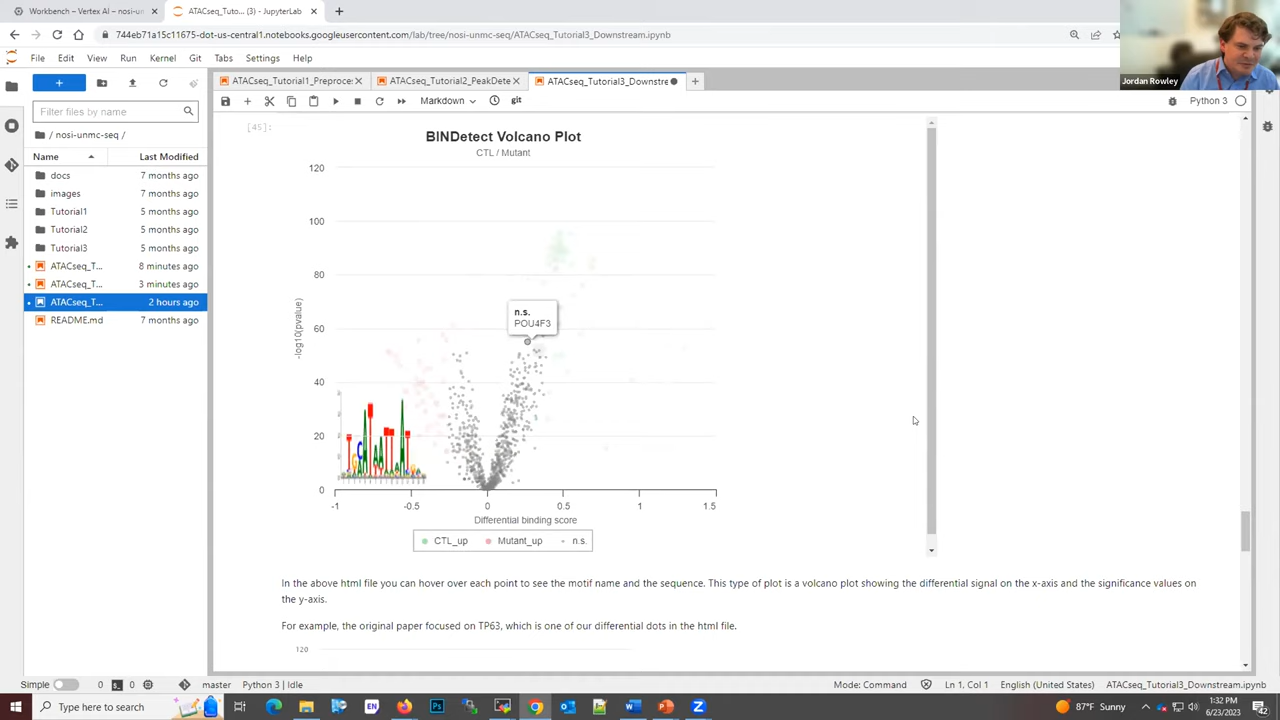 Workbench – Vertex AI – nosi-un
ATACseq_Tuto... (3) - JupyterLab
744eb71a15c11675-dot-us-central1.notebooks.googleusercontent.com/lab/tree/nosi-unmc-seq/ATACseq_Tutorial3_Downstream.ipynb
File Edit View Run Kernel Git Tabs Settings Help
Jordan Rowley
ATACseq_Tutorial1_Preproce:
ATACseq_Tutorial2_PeakDete
ATACseq_Tutorial3_Downstre
Filter files by name
Markdown
git
Python 3
/ nosi-unmc-seq /
Name Last Modified
docs 7 months ago
images 7 months ago
Tutorial1 5 months ago
Tutorial2 5 months ago
Tutorial3 5 months ago
ATACseq_T... 8 minutes ago
ATACseq_T... 3 minutes ago
ATACseq_T... 2 hours ago
README.md 7 months ago
[45]:
BINDetect Volcano Plot
CTL / Mutant
120
100
80
60
40
20
0
-log10(pvalue)
n.s.
POU4F3
-1 -0.5 0 0.5 1 1.5
Differential binding score
CTL_up Mutant_up n.s.
In the above html file you can hover over each point to see the motif name and the sequence. This type of plot is a volcano plot showing the differential signal on the x-axis and the significance values on
the y-axis.
For example, the original paper focused on TP63, which is one of our differential dots in the html file.
120
Simple 0 0 master Python 3 | Idle Mode: Command Ln 1, Col 1 English (United States) ATACseq_Tutorial3_Downstream.ipynb
Type here to search
87°F Sunny
1:32 PM
6/23/2023
42